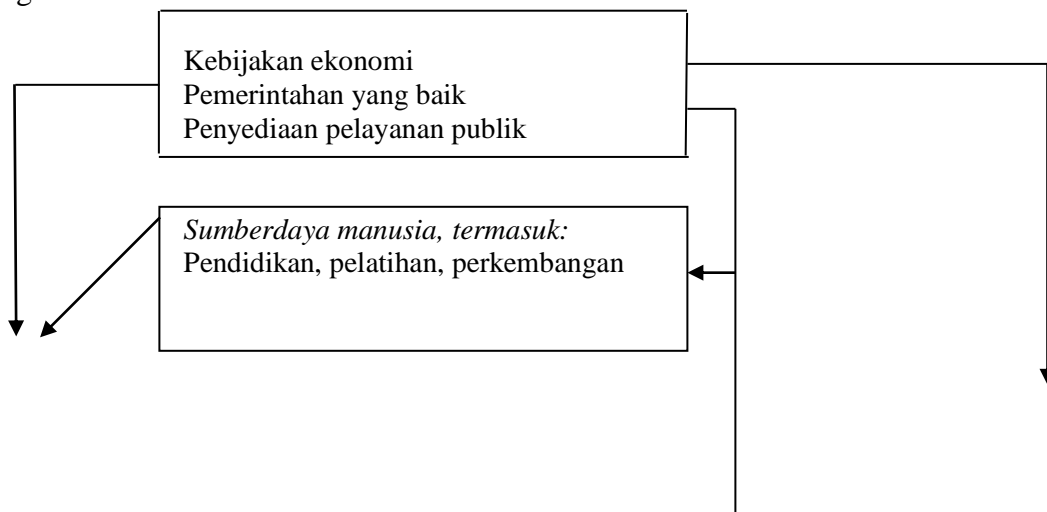 Kebijakan ekonomi
Pemerintahan yang baik
Penyediaan pelayanan publik
Sumberdaya manusia, termasuk:
Pendidikan, pelatihan, perkembangan